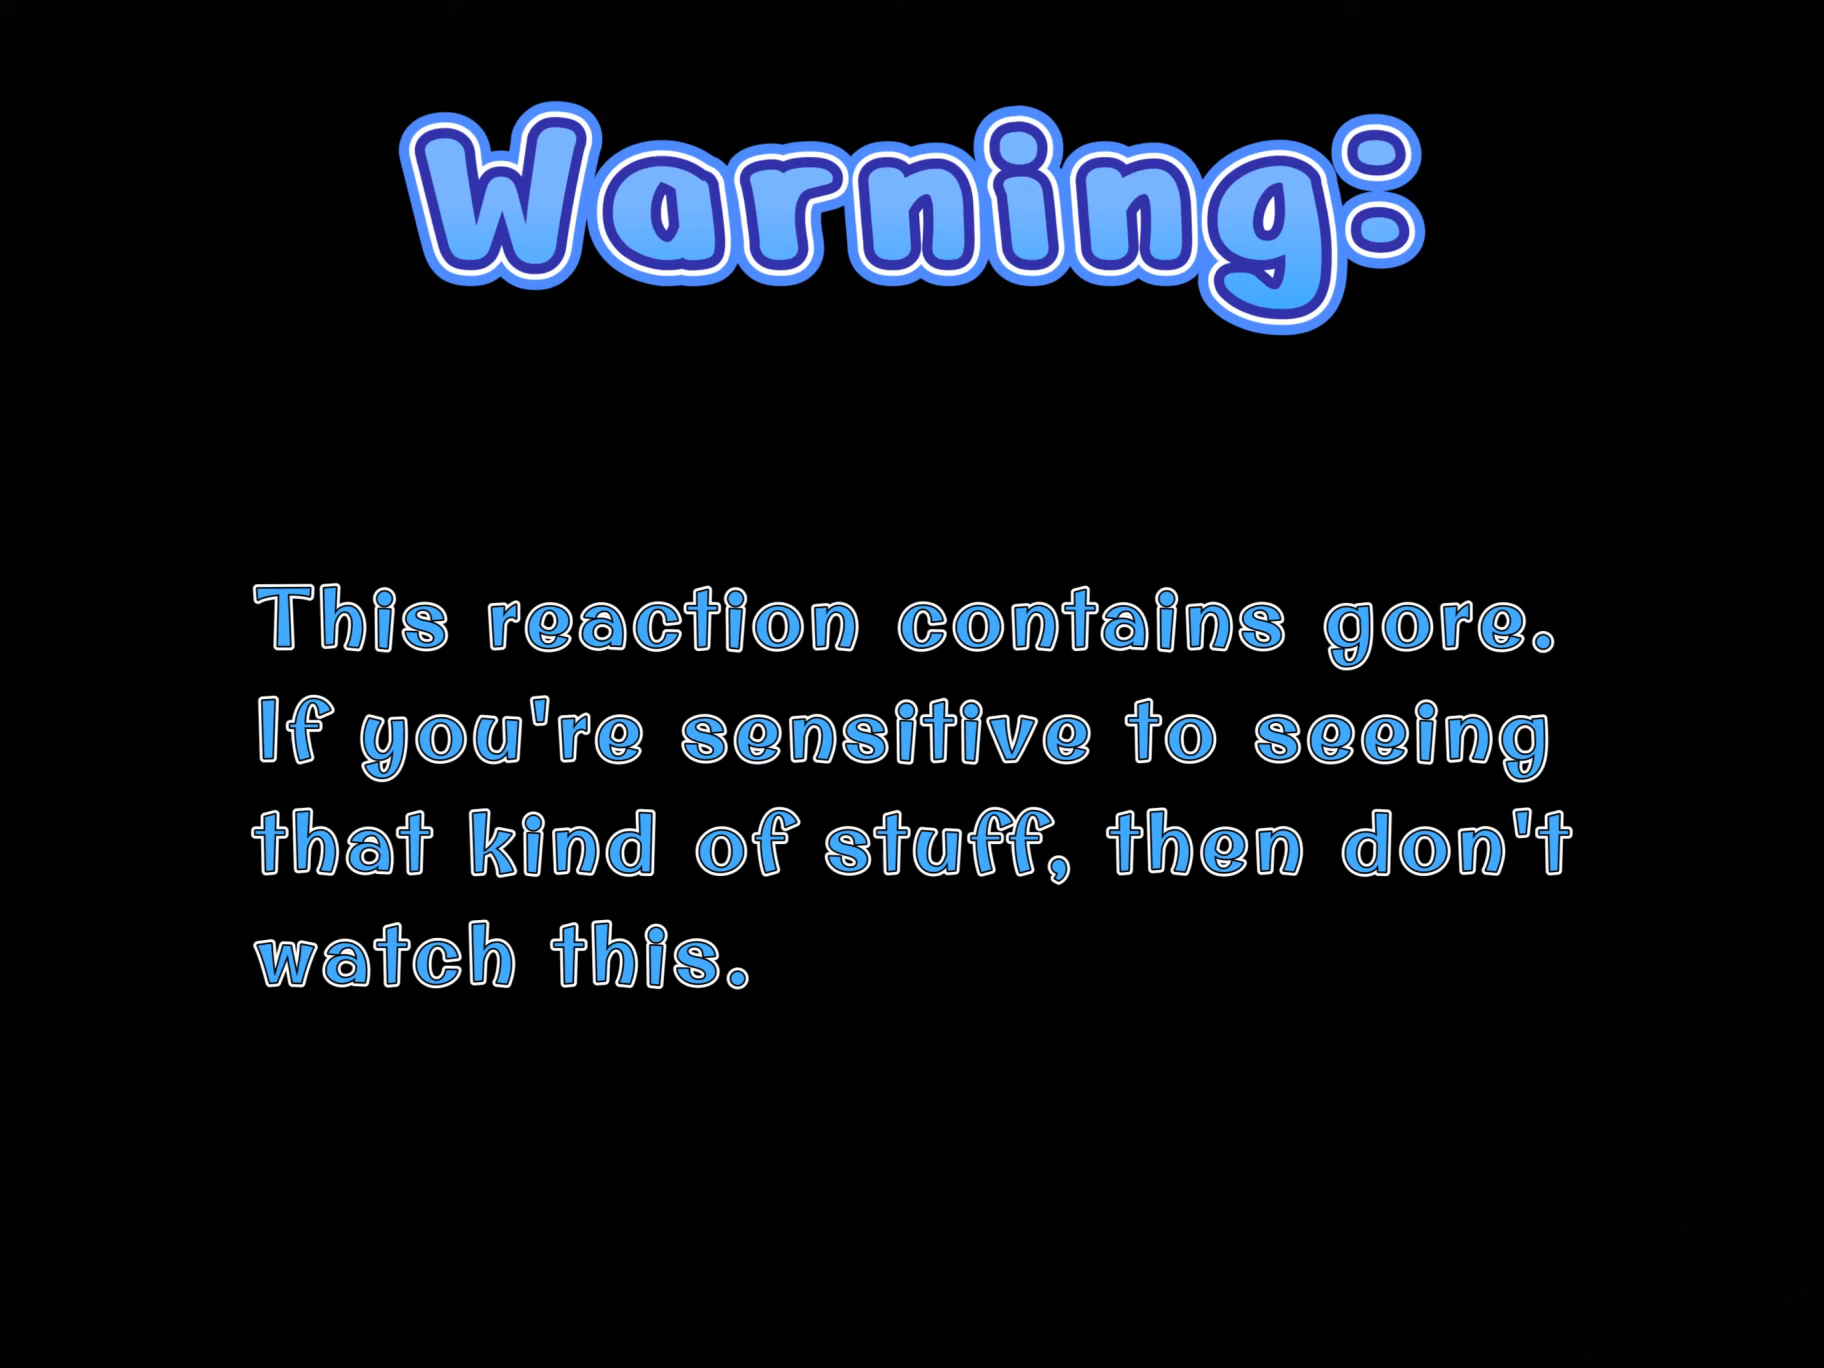 Warning:
This reaction contains gore.
If you're sensitive to seeing
that kind of stuff, then don't
watch this.